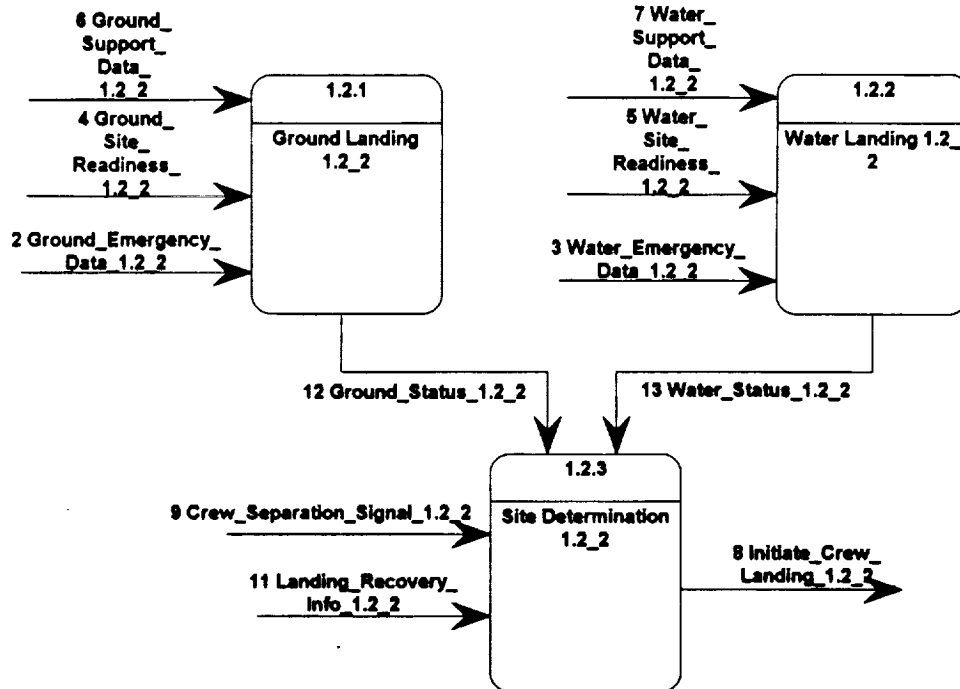 6 Ground_
Support_
Data_
1.2_2
4 Ground_
Site_
Readiness_
1.2_2
2 Ground_Emergency_
Data_1.2_2
1.2.1
Ground Landing
1.2_2
7 Water_
Support_
Data_
1.2_2
5 Water_
Site_
Readiness_
1.2_2
3 Water_Emergency_
Data_1.2_2
1.2.2
Water Landing 1.2_
2
12 Ground_Status_1.2_2
13 Water_Status_1.2_2
1.2.3
Site Determination
1.2_2
9 Crew_Separation_Signal_1.2_2
11 Landing_Recovery_
Info_1.2_2
8 Initiate_Crew_
Landing_1.2_2